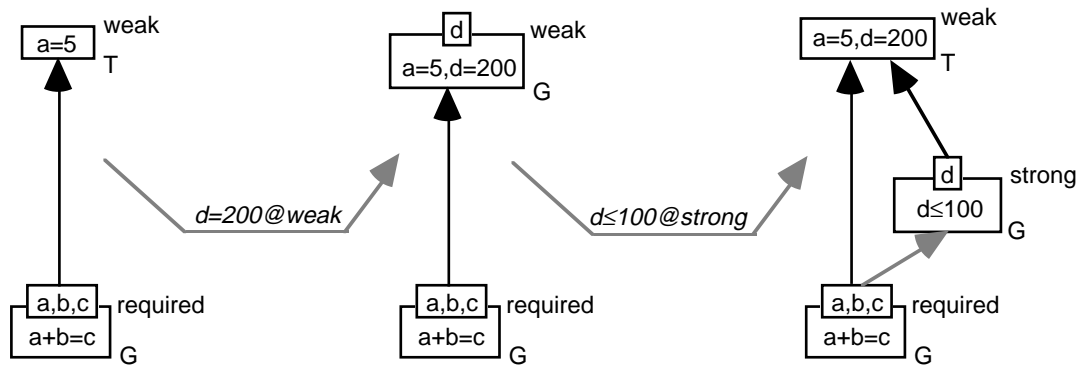 weak
a=5
T
a,b,c
required
a+b=c
G
d=200@weak
d
weak
a=5,d=200
G
a,b,c
required
a+b=c
G
d≤100@strong
weak
a=5,d=200
T
d
strong
d≤100
G
a,b,c
required
a+b=c
G